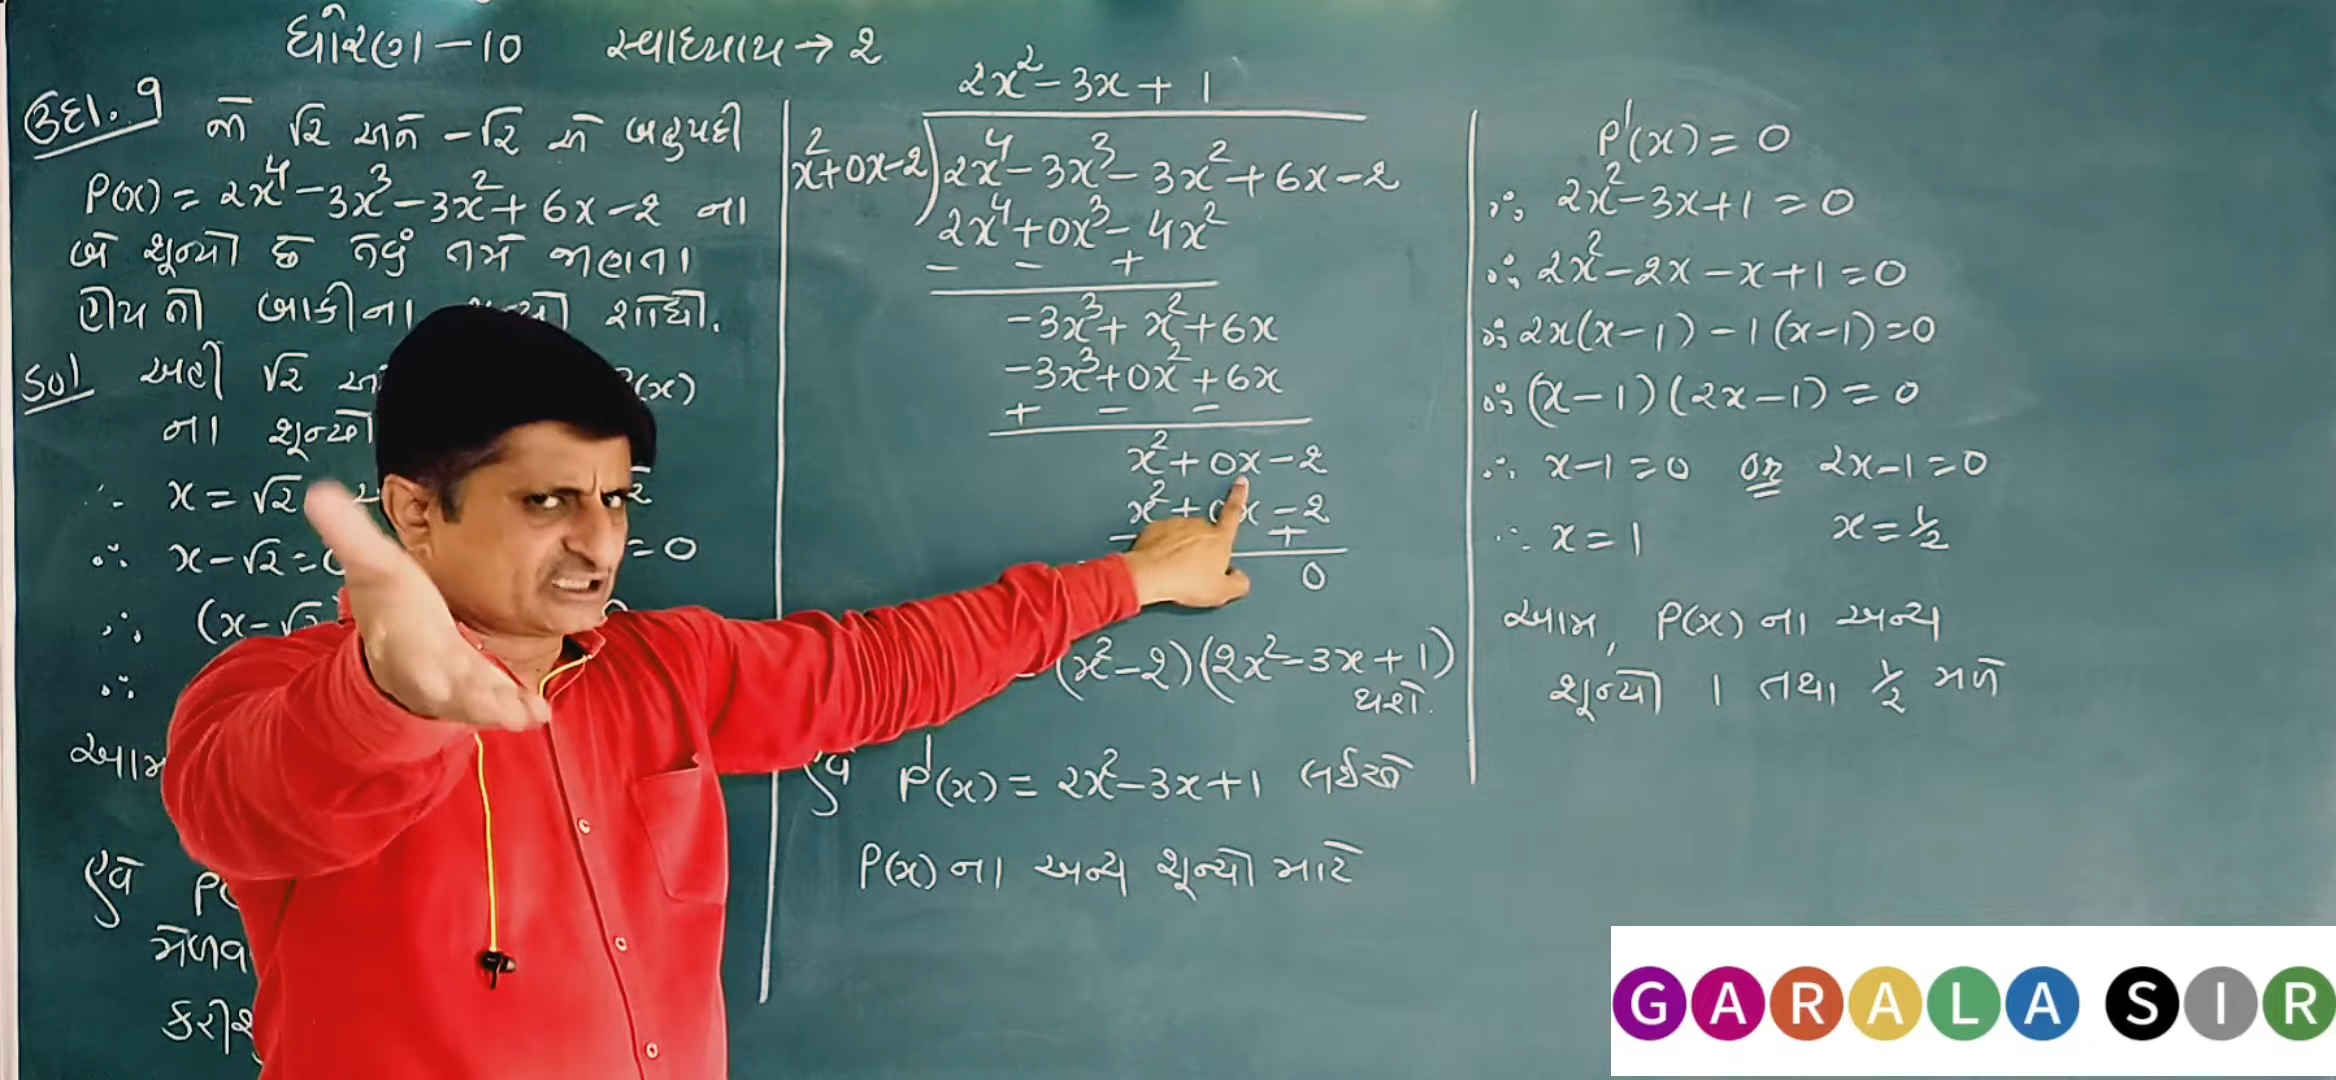 ધોરણ-10 સ્વાધ્યાય → 2
ઉદા. 9 જો √2 અને -√2 એ બહુપદી
P(x) = 2x⁴ - 3x³ - 3x² + 6x - 2 ના
બે શૂન્યો છે તેવું તમે જાણતા
હોય તો બાકીના શોધો.
Sol અહીં √2 (x)
ના શૂન્યો
∴ x = √2
∴ x - √2 = 0 = 0
∴ (x - √2
∴
આમ
હવે P(
મેળવ
કરીશ
2x² - 3x + 1
x² + 0x - 2 ) 2x⁴ - 3x³ - 3x² + 6x - 2
2x⁴ + 0x³ - 4x²
- - +
-3x³ + x² + 6x
-3x³ + 0x² + 6x
+ - -
x² + 0x - 2
x² + 0x - 2
- +
0
(x² - 2)(2x² - 3x + 1)
થશે.
હવે P'(x) = 2x² - 3x + 1 લઈએ
P(x) ના અન્ય શૂન્યો માટે
P'(x) = 0
∴ 2x² - 3x + 1 = 0
∴ 2x² - 2x - x + 1 = 0
∴ 2x(x - 1) - 1(x - 1) = 0
∴ (x - 1)(2x - 1) = 0
∴ x - 1 = 0 or 2x - 1 = 0
∴ x = 1 x = 1/2
આમ, P(x) ના અન્ય
શૂન્યો 1 તથા 1/2 મળે
GARALA SIR